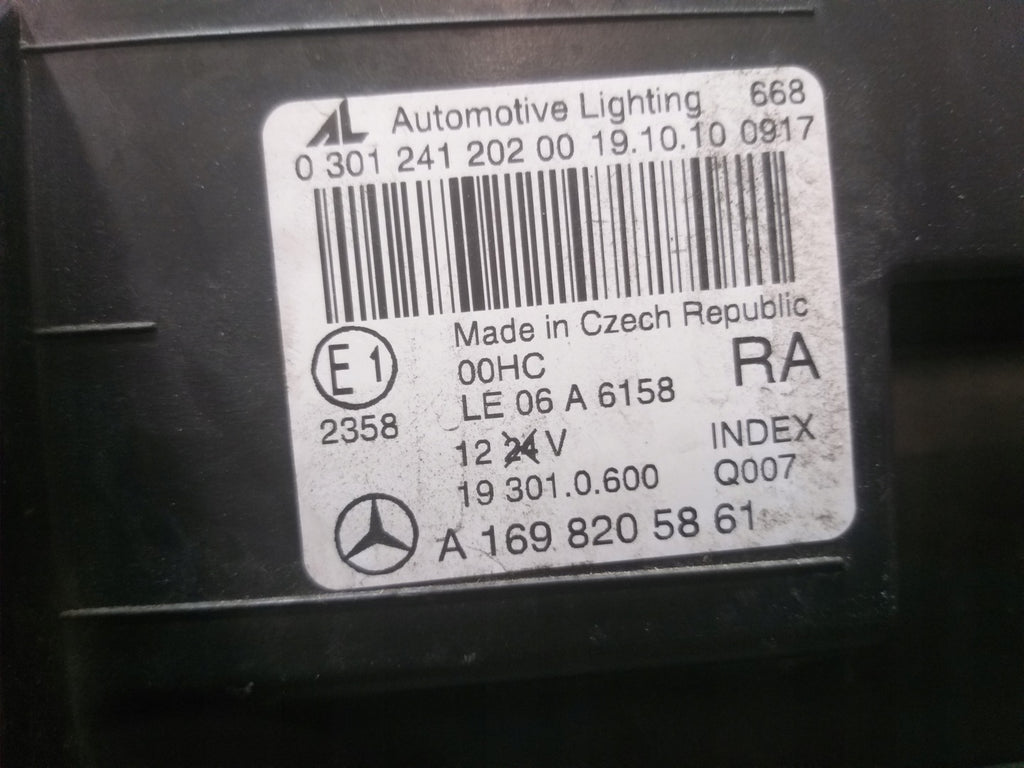 AL Automotive Lighting 668
0 301 241 202 00 19.10.10 0917
Made in Czech Republic
E1
00HC
RA
LE 06 A 6158
2358
12 24 V
INDEX
19 301.0.600
Q007
A 169 820 58 61